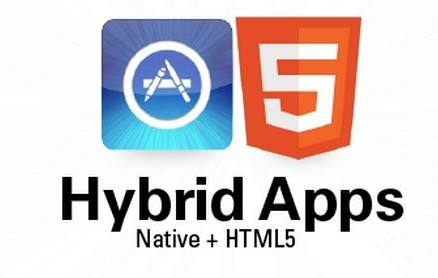 5
Hybrid Apps
Native + HTML5